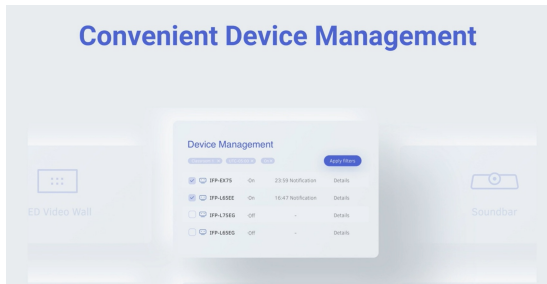 Convenient Device Management
Device Management
Apply filters
IFP-EX75 On 23:59 Notification Details
IFP-L65EE On 16:47 Notification Details
IFP-L75EG Off - Details
IFP-L65EG Off - Details
ED Video Wall
Soundbar